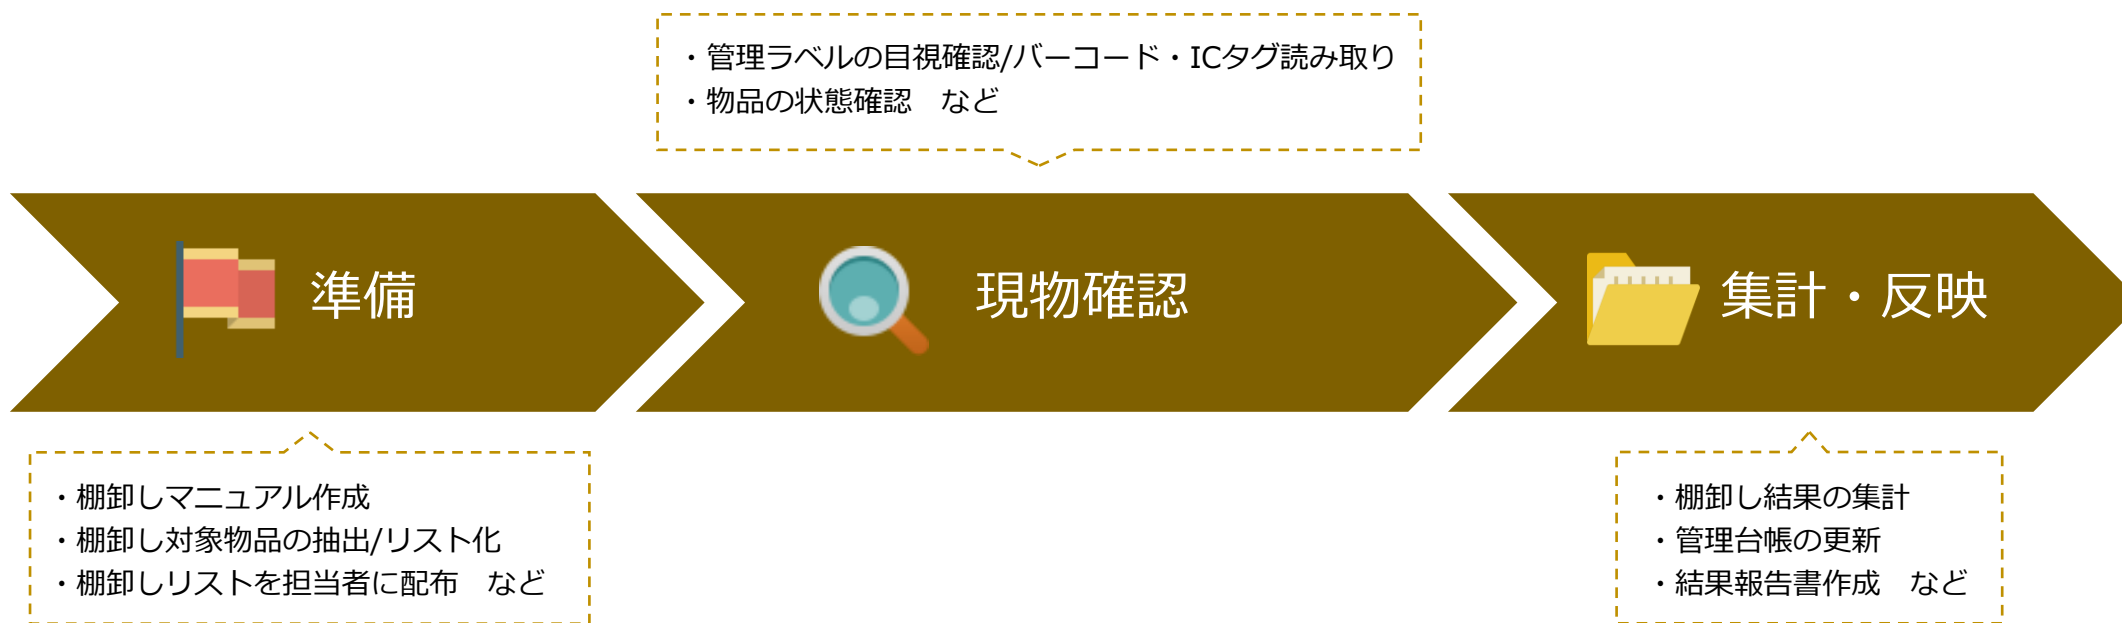 ・管理ラベルの目視確認/バーコード・ICタグ読み取り
・物品の状態確認　など
準備
現物確認
集計・反映
・棚卸しマニュアル作成
・棚卸し対象物品の抽出/リスト化
・棚卸しリストを担当者に配布　など
・棚卸し結果の集計
・管理台帳の更新
・結果報告書作成　など